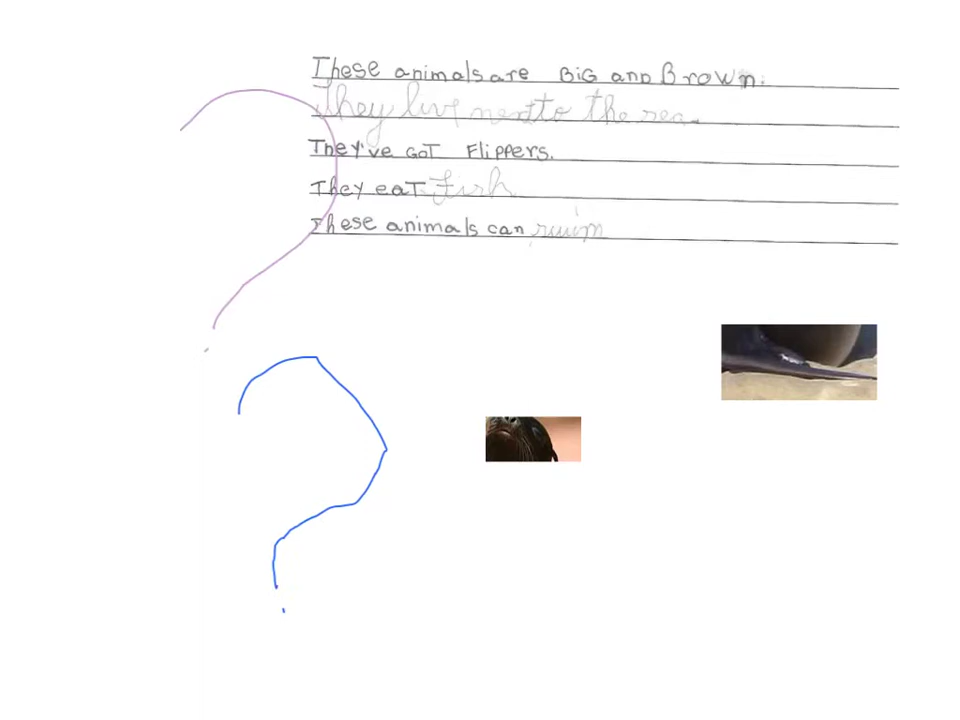 These animals are BiG anD Brown.
They live next to the sea.
They've GoT Flippers.
They eaT fish
These animals can swim